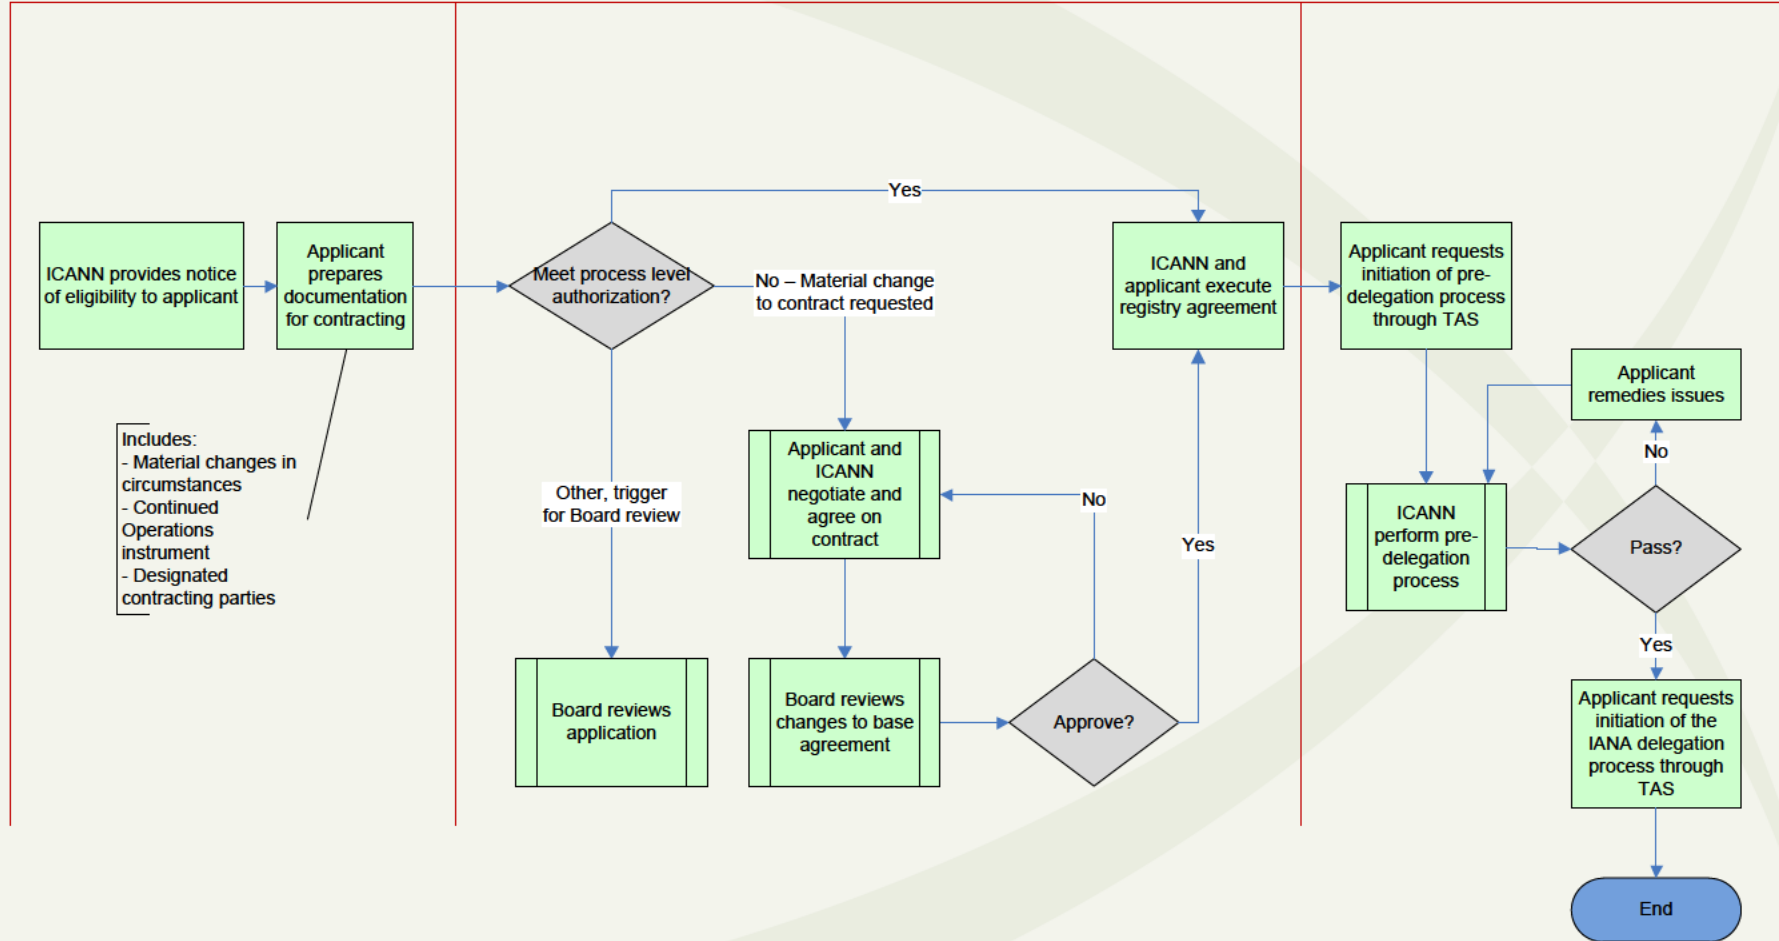 ICANN provides notice
of eligibility to applicant
Applicant
prepares
documentation
for contracting
Includes:
- Material changes in
circumstances
- Continued
Operations
instrument
- Designated
contracting parties
Meet process level
authorization?
Yes
No – Material change
to contract requested
Other, trigger
for Board review
Board reviews
application
Applicant and
ICANN
negotiate and
agree on
contract
Board reviews
changes to base
agreement
Approve?
No
Yes
ICANN and
applicant execute
registry agreement
Applicant requests
initiation of pre-
delegation process
through TAS
ICANN
perform pre-
delegation
process
Pass?
No
Applicant
remedies issues
Yes
Applicant requests
initiation of the
IANA delegation
process through
TAS
End